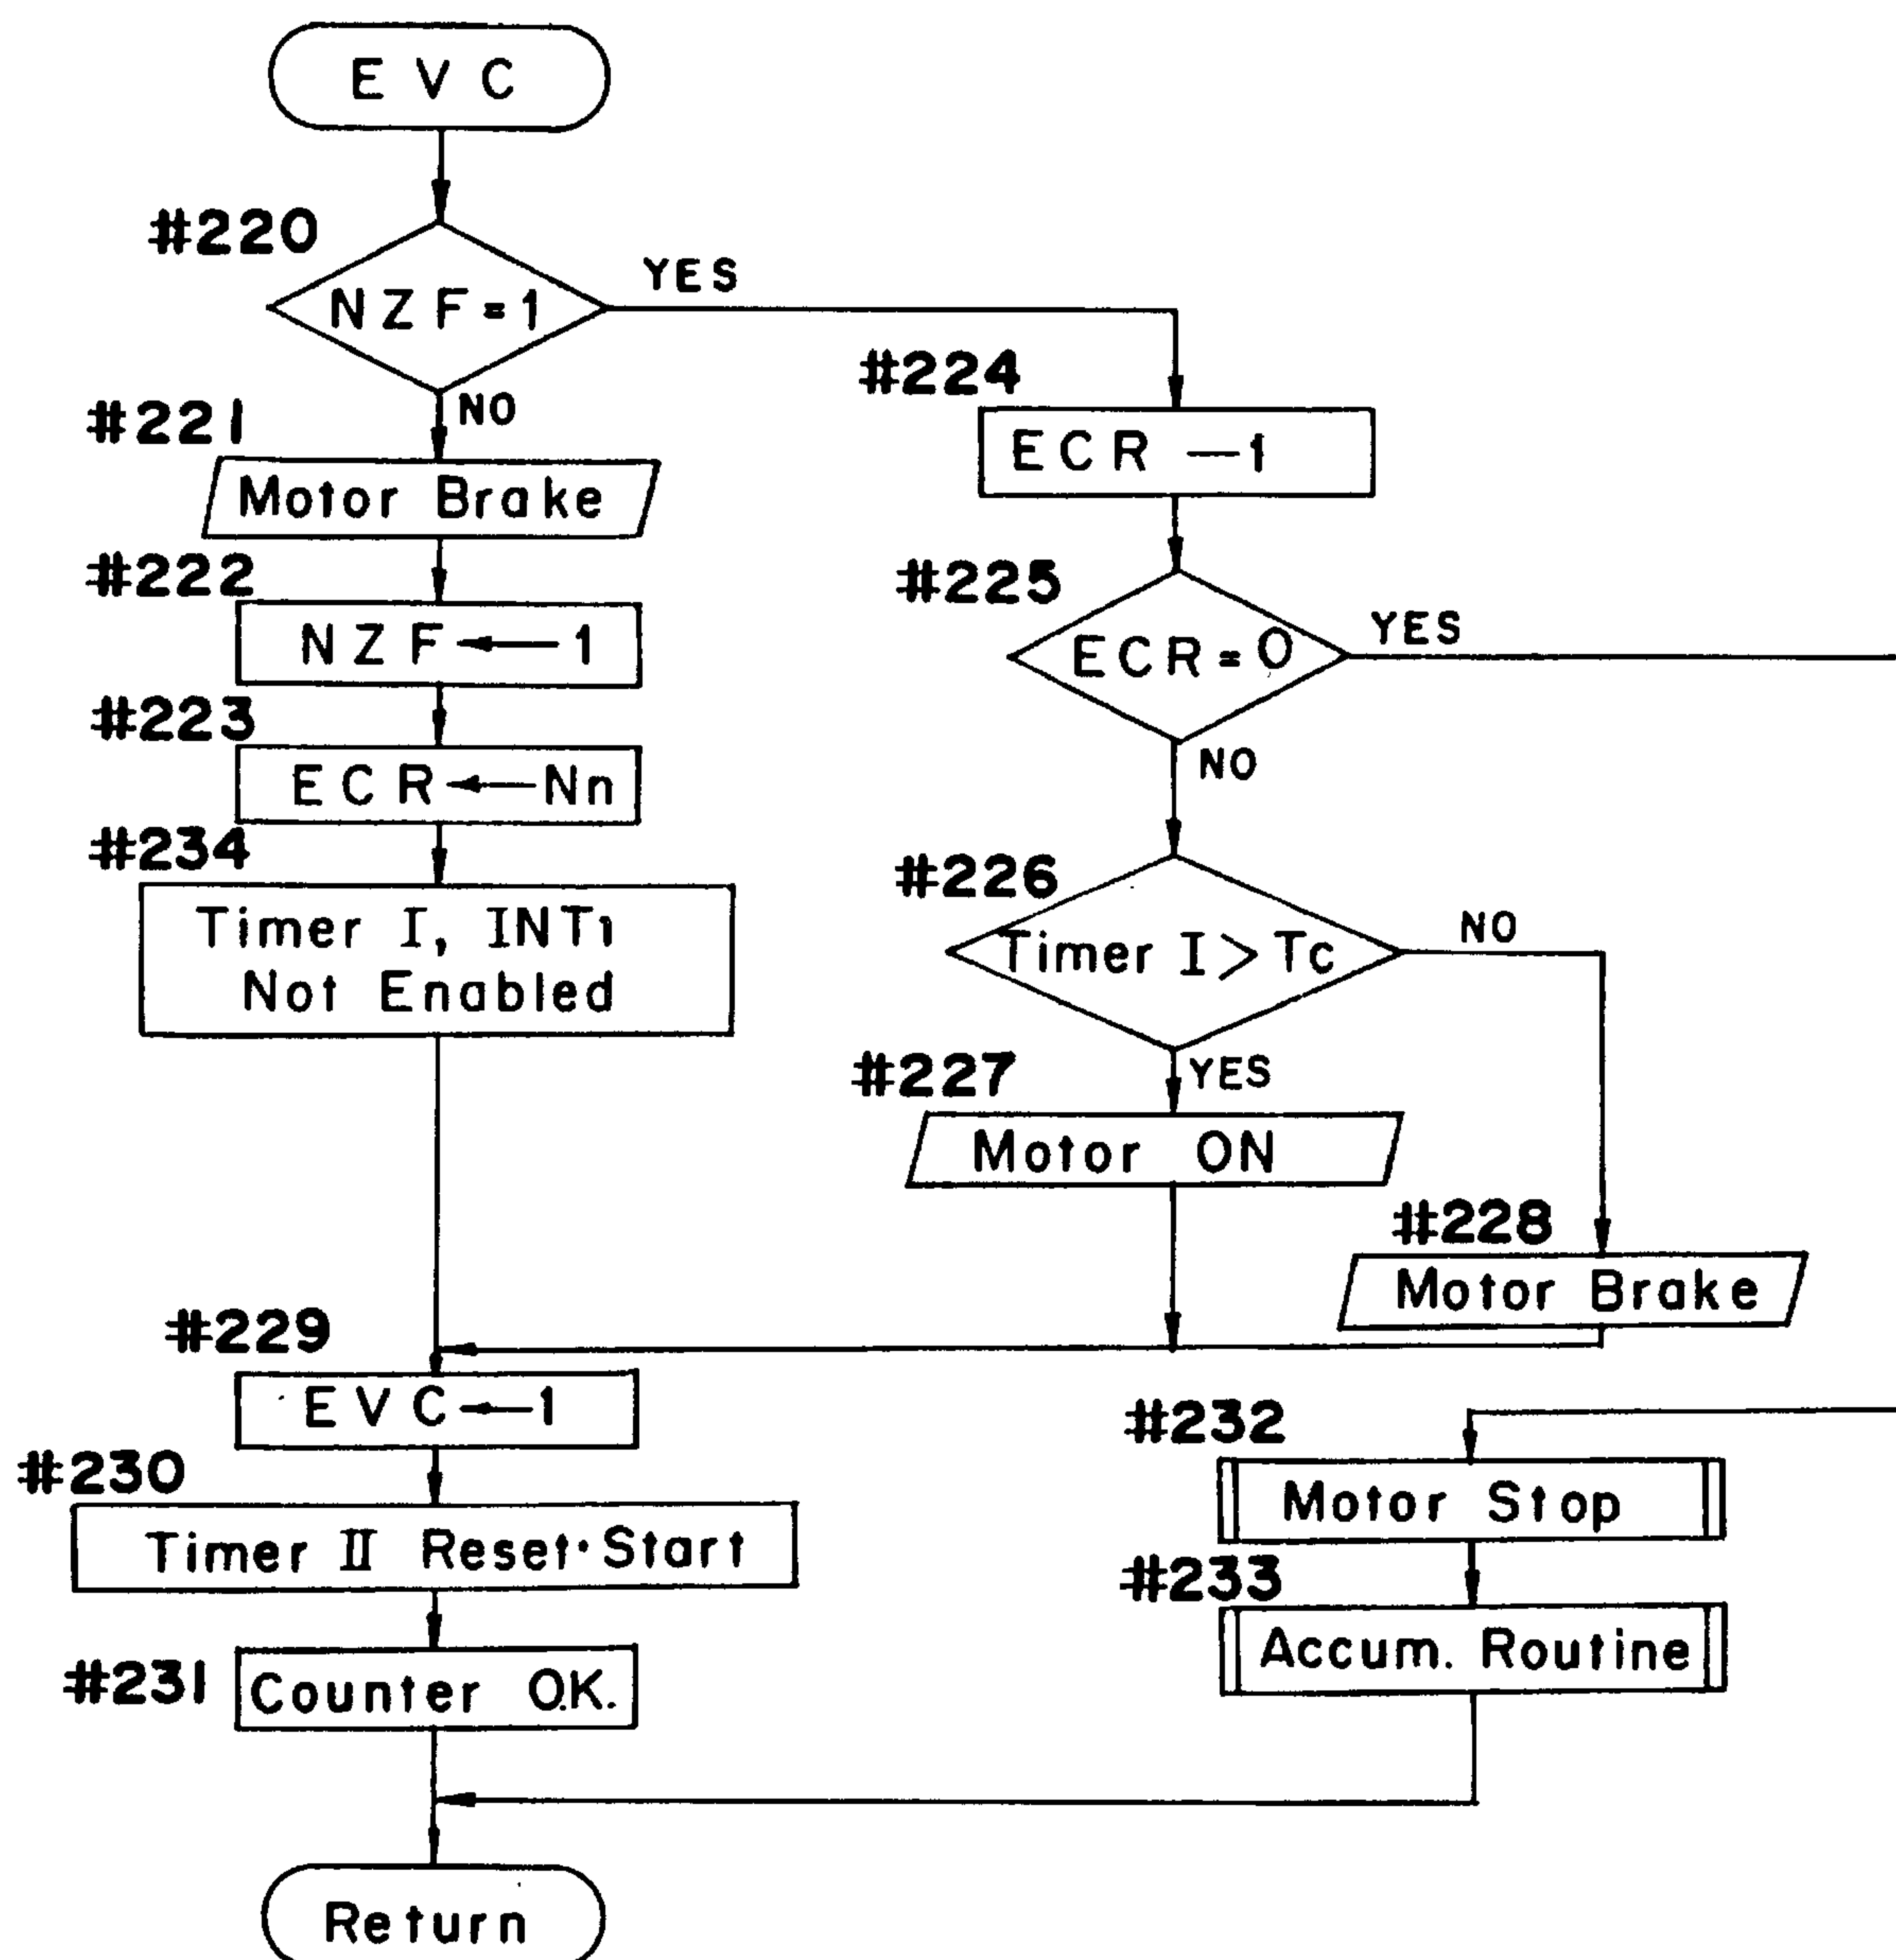 EVC
#220
NZF=1
YES
NO
#221
Motor Brake
#222
NZF←1
#223
ECR←Nn
#234
Timer I, INT1
Not Enabled
#224
ECR —1
#225
ECR=0
YES
NO
#226
Timer I > Tc
NO
YES
#227
Motor ON
#228
Motor Brake
#229
EVC←1
#230
Timer II Reset·Start
#231
Counter O.K.
#232
Motor Stop
#233
Accum. Routine
Return